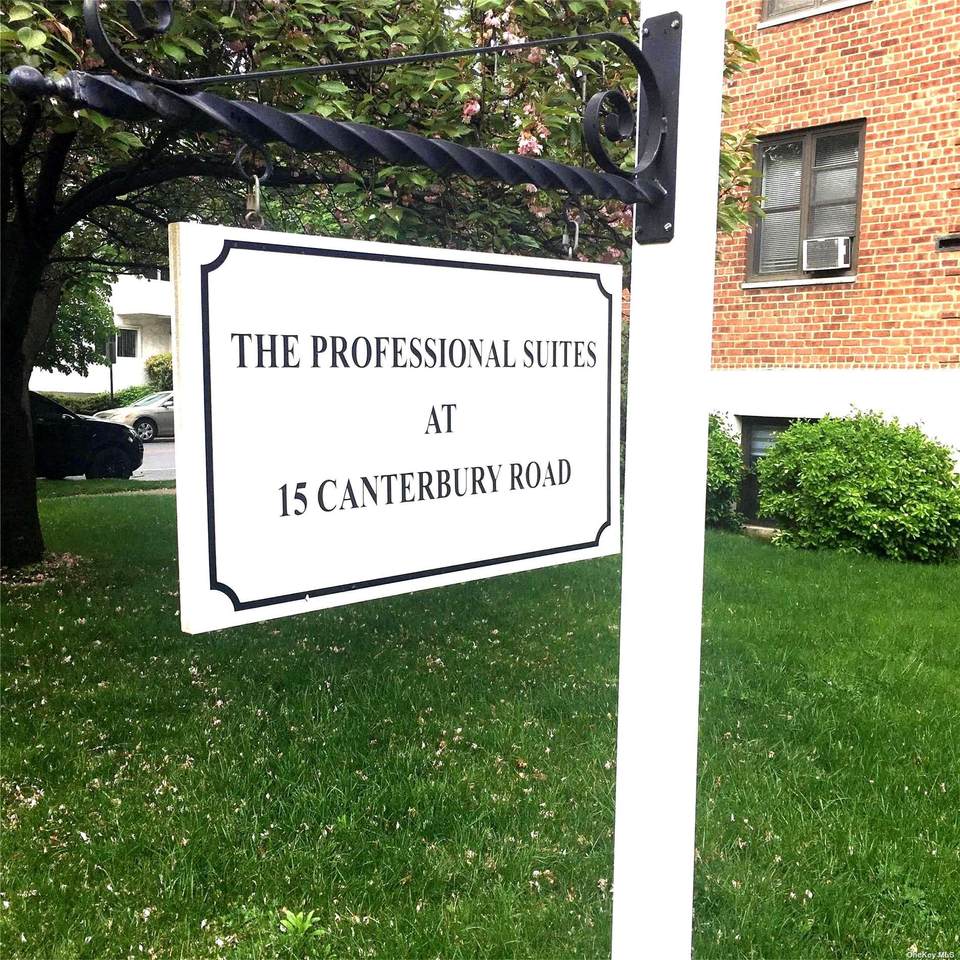 THE PROFESSIONAL SUITES
AT
15 CANTERBURY ROAD
OneKey MLS